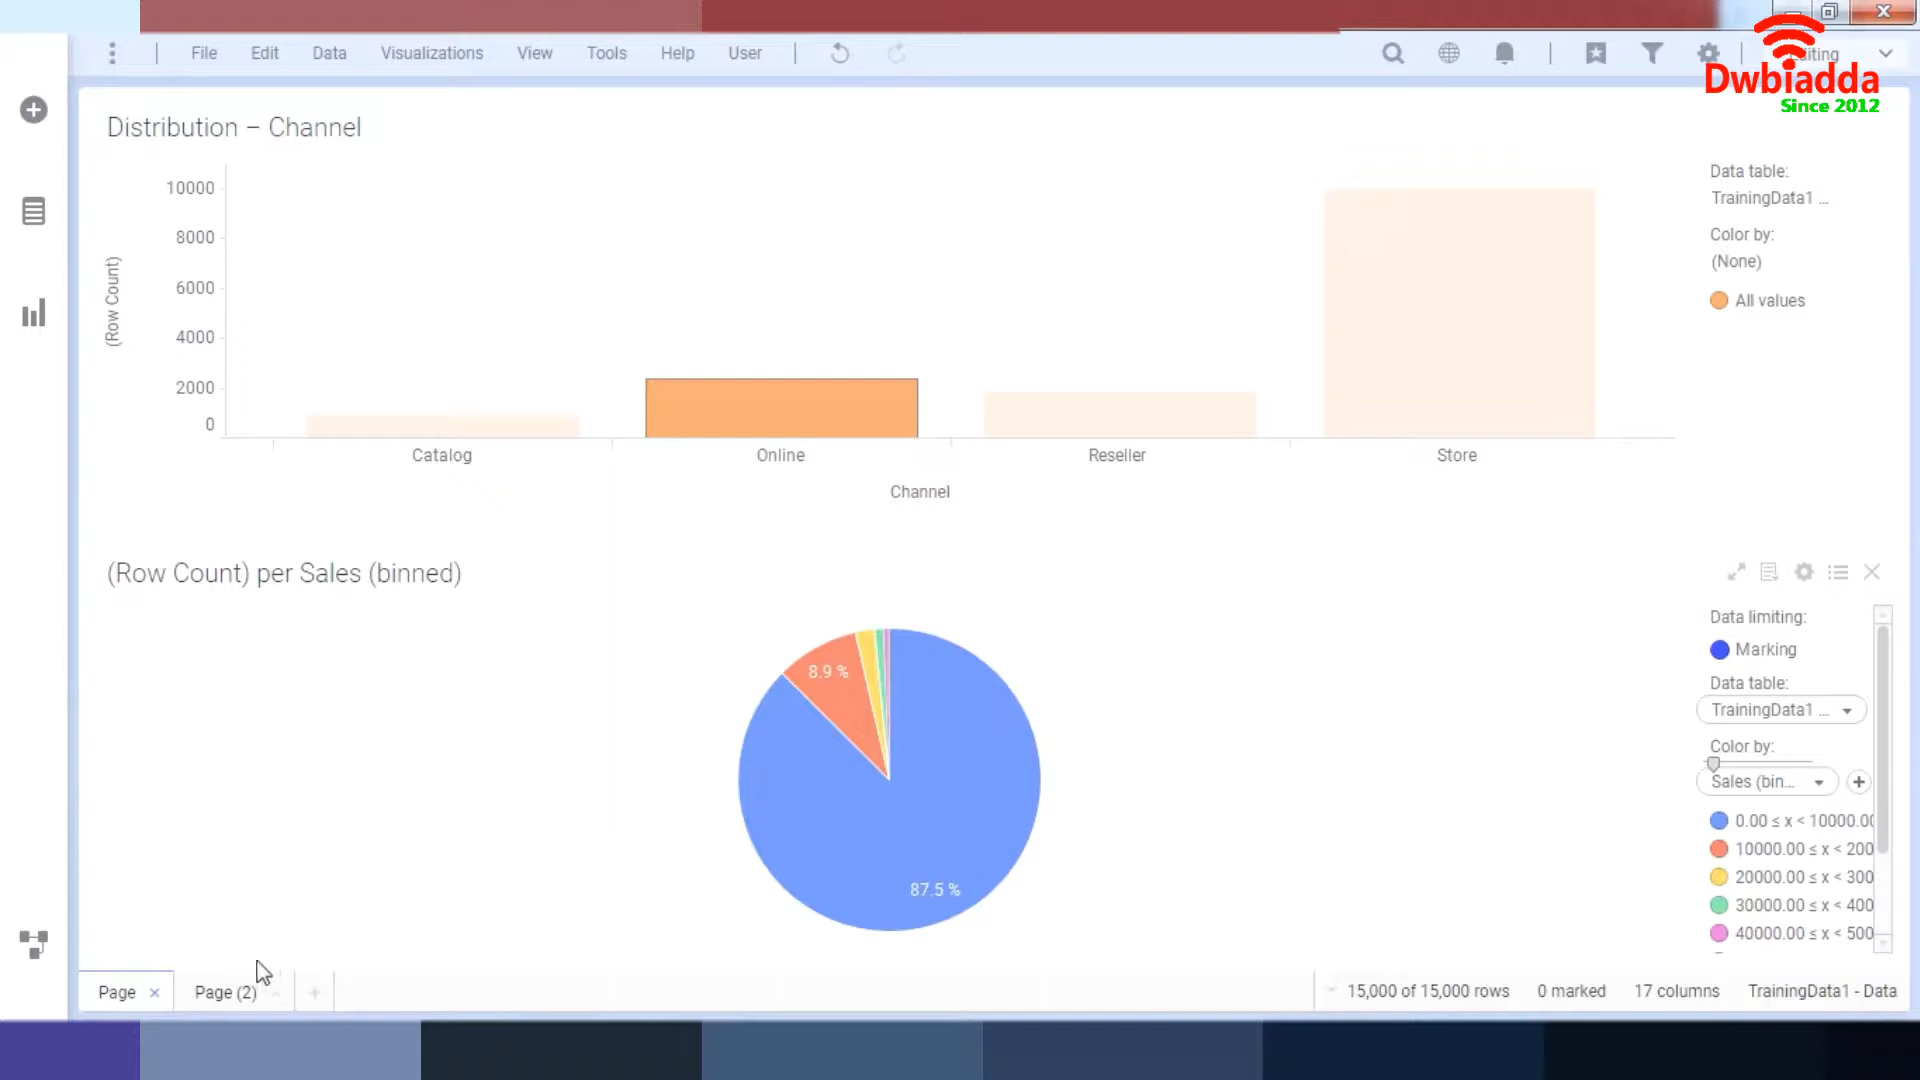 File Edit Data Visualizations View Tools Help User
Dwbiadda
Since 2012
Distribution – Channel
10000
8000
6000
4000
2000
0
(Row Count)
Catalog Online Reseller Store
Channel
Data table:
TrainingData1 ...
Color by:
(None)
All values
(Row Count) per Sales (binned)
8.9 %
87.5 %
Data limiting:
Marking
Data table:
TrainingData1 ...
Color by:
Sales (bin...
0.00 ≤ x < 10000.00
10000.00 ≤ x < 200
20000.00 ≤ x < 300
30000.00 ≤ x < 400
40000.00 ≤ x < 500
Page Page (2)
15,000 of 15,000 rows 0 marked 17 columns TrainingData1 - Data